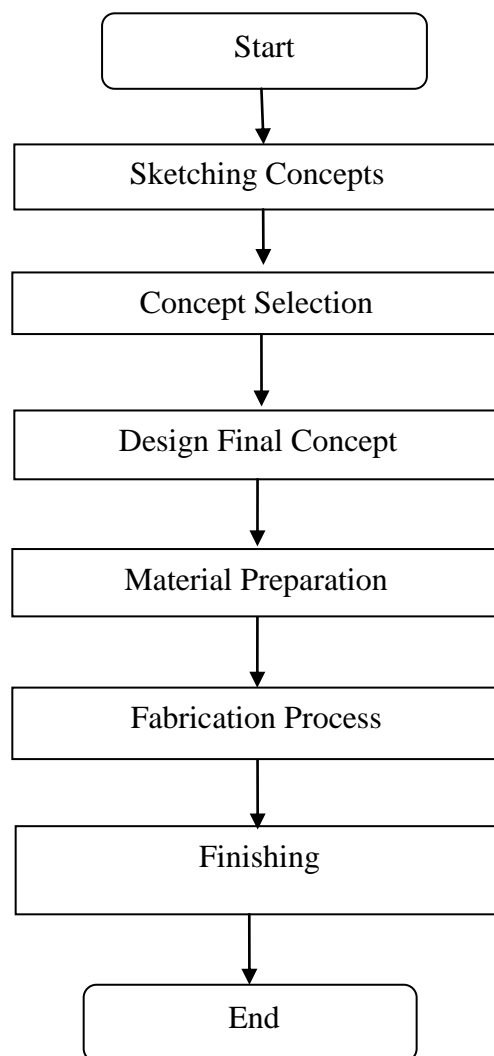 Start
Sketching Concepts
Concept Selection
Design Final Concept
Material Preparation
Fabrication Process
Finishing
End